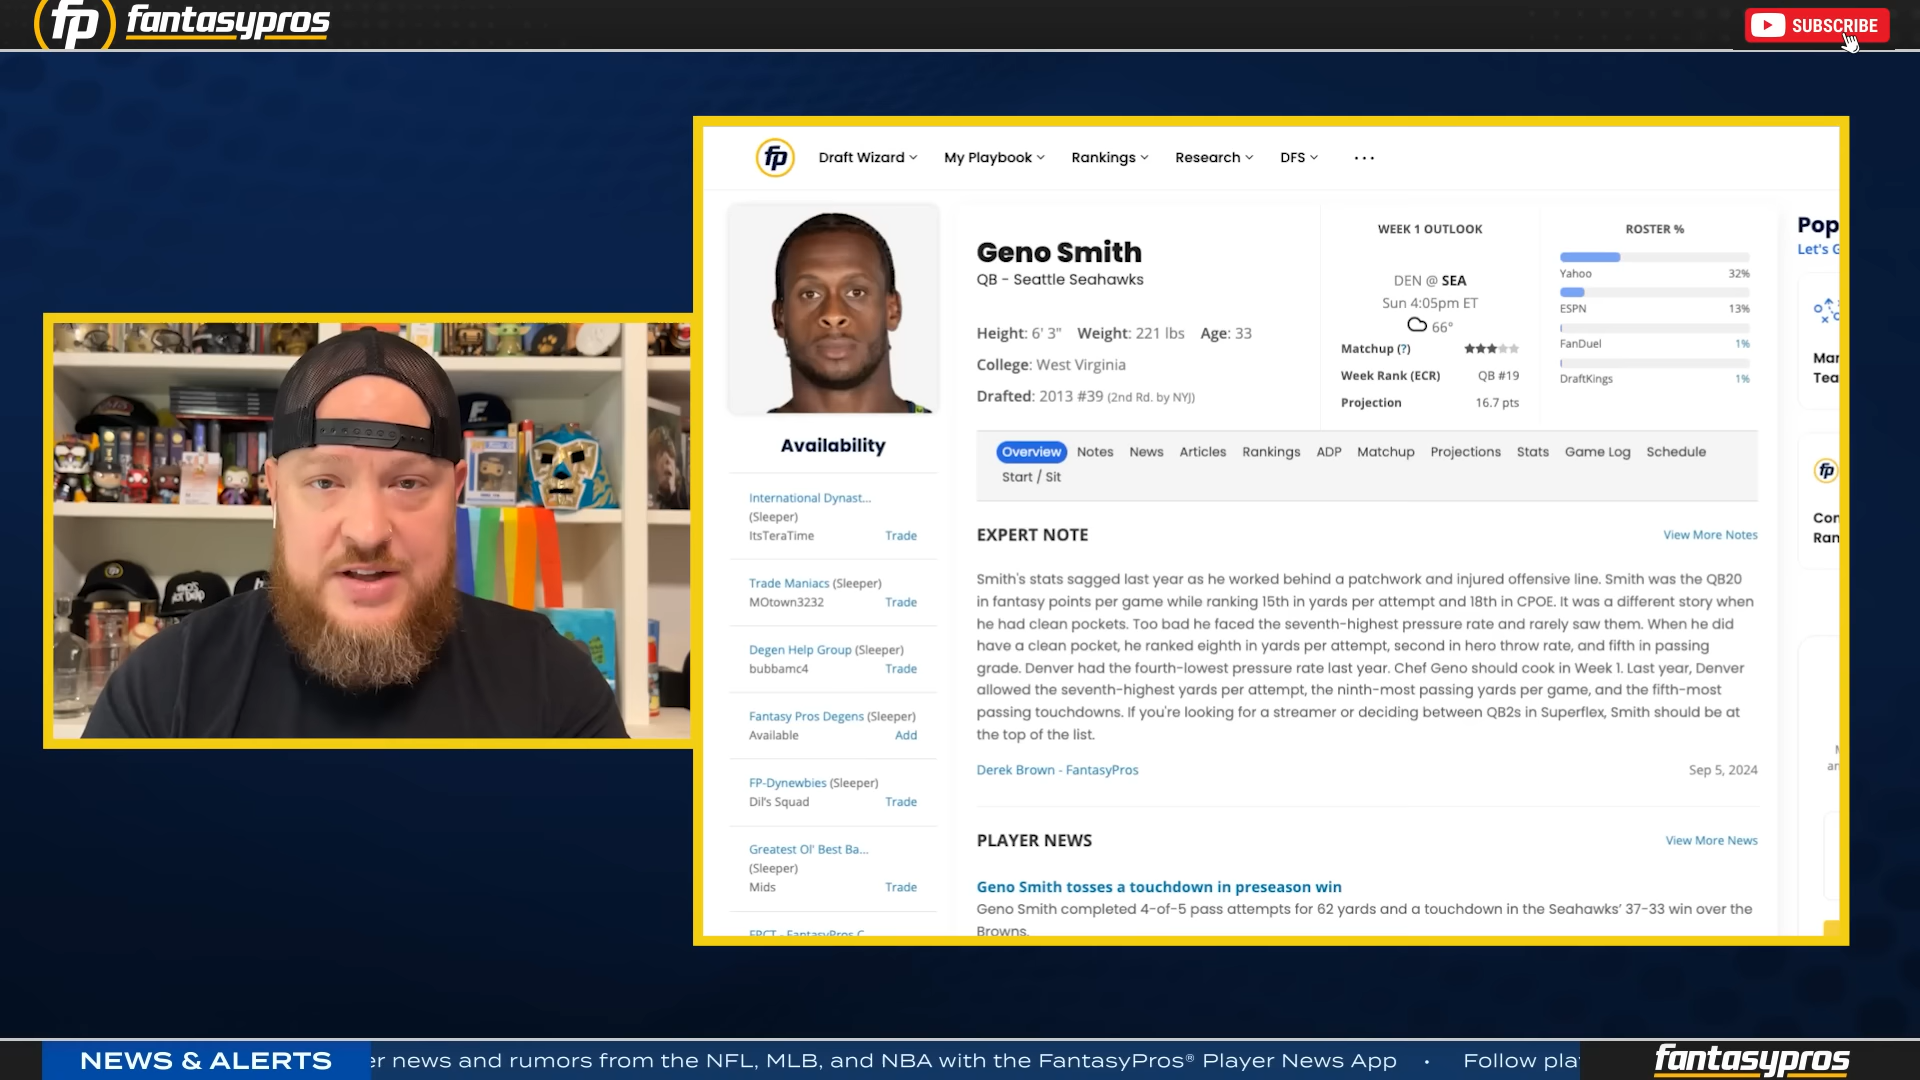 fp fantasypros
SUBSCRIBE
fp
Draft Wizard
My Playbook
Rankings
Research
DFS
...
Geno Smith
QB - Seattle Seahawks
Height: 6' 3" Weight: 221 lbs Age: 33
College: West Virginia
Drafted: 2013 #39 (2nd Rd. by NYJ)
WEEK 1 OUTLOOK
DEN @ SEA
Sun 4:05pm ET
66°
Matchup (?)
Week Rank (ECR) QB #19
Projection 16.7 pts
ROSTER %
Yahoo 32%
ESPN 13%
FanDuel 1%
DraftKings 1%
Pop
Let's G
Mar
Tea
fp
Con
Ran
Availability
International Dynast...
(Sleeper)
ItsTeraTime Trade
Trade Maniacs (Sleeper)
MOtown3232 Trade
Degen Help Group (Sleeper)
bubbamc4 Trade
Fantasy Pros Degens (Sleeper)
Available Add
FP-Dynewbies (Sleeper)
Dil's Squad Trade
Greatest Ol' Best Ba...
(Sleeper)
Mids Trade
FPCT - FantasyPros C
Overview Notes News Articles Rankings ADP Matchup Projections Stats Game Log Schedule
Start / Sit
EXPERT NOTE View More Notes
Smith's stats sagged last year as he worked behind a patchwork and injured offensive line. Smith was the QB20
in fantasy points per game while ranking 15th in yards per attempt and 18th in CPOE. It was a different story when
he had clean pockets. Too bad he faced the seventh-highest pressure rate and rarely saw them. When he did
have a clean pocket, he ranked eighth in yards per attempt, second in hero throw rate, and fifth in passing
grade. Denver had the fourth-lowest pressure rate last year. Chef Geno should cook in Week 1. Last year, Denver
allowed the seventh-highest yards per attempt, the ninth-most passing yards per game, and the fifth-most
passing touchdowns. If you're looking for a streamer or deciding between QB2s in Superflex, Smith should be at
the top of the list.
Derek Brown - FantasyPros Sep 5, 2024
PLAYER NEWS View More News
Geno Smith tosses a touchdown in preseason win
Geno Smith completed 4-of-5 pass attempts for 62 yards and a touchdown in the Seahawks' 37-33 win over the
Browns.
NEWS & ALERTS
er news and rumors from the NFL, MLB, and NBA with the FantasyPros® Player News App • Follow pla
fantasypros